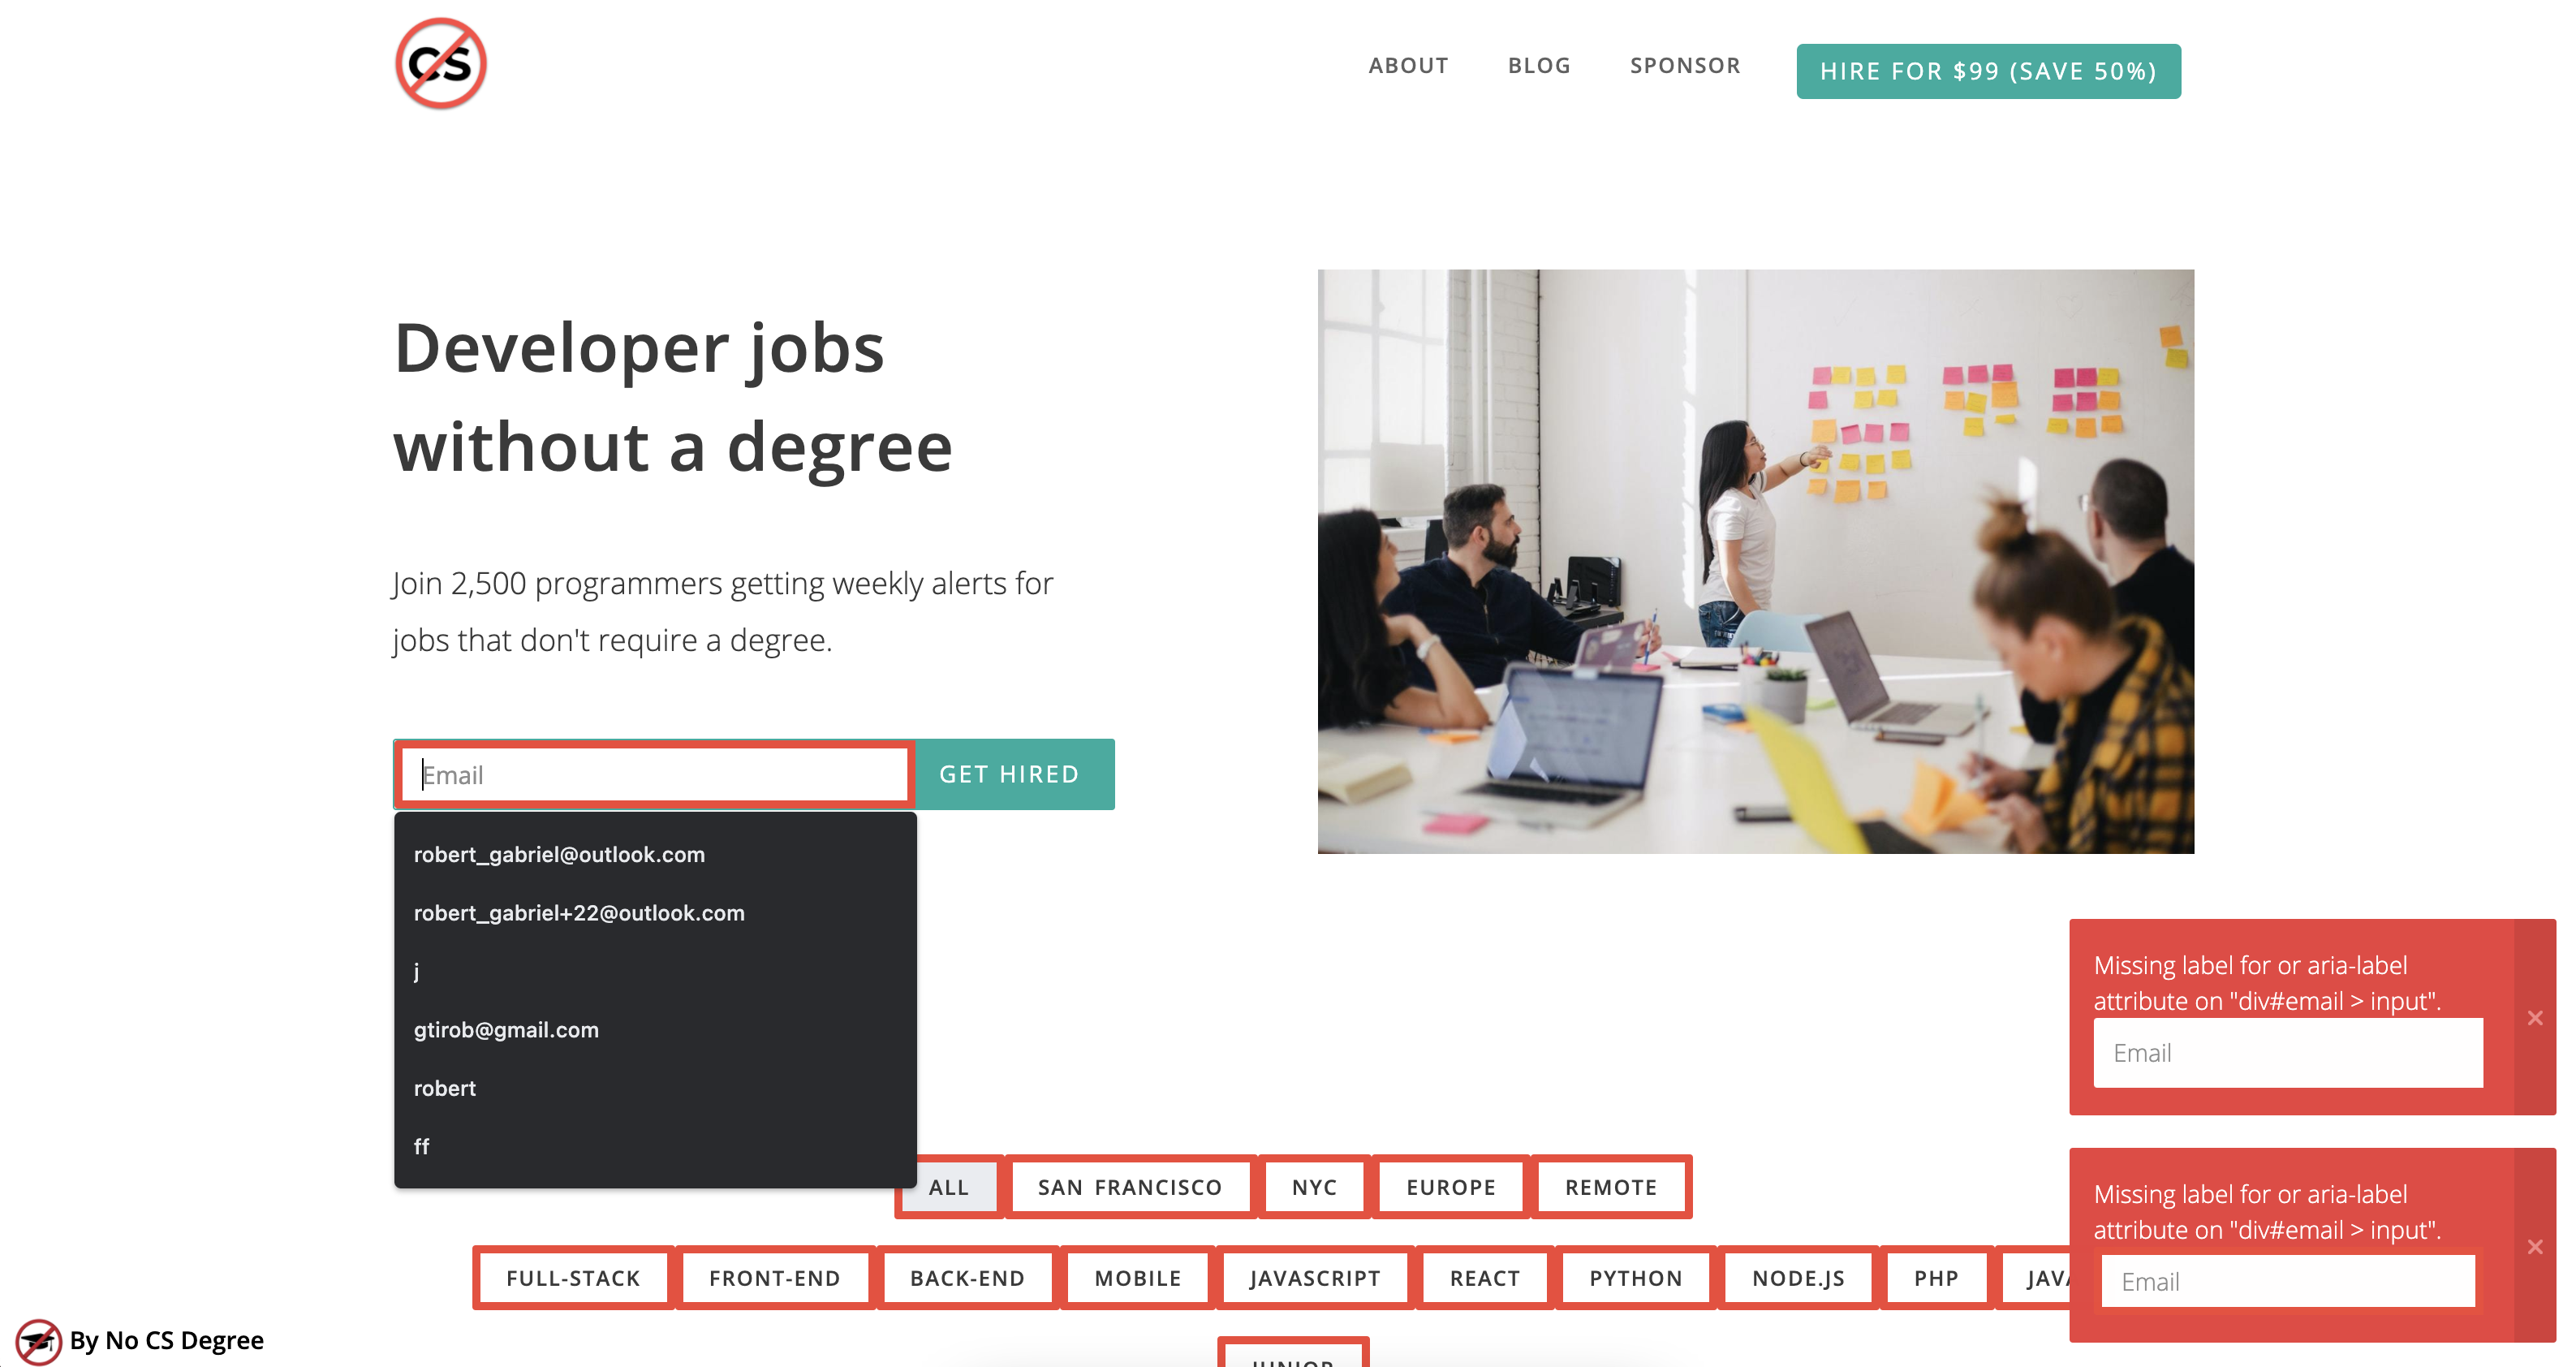 CS
ABOUT
BLOG
SPONSOR
HIRE FOR $99 (SAVE 50%)
Developer jobs
without a degree
Join 2,500 programmers getting weekly alerts for
jobs that don't require a degree.
Email
GET HIRED
robert_gabriel@outlook.com
robert_gabriel+22@outlook.com
j
gtirob@gmail.com
robert
ff
Missing label for or aria-label
attribute on "div#email > input".
Email
×
Missing label for or aria-label
attribute on "div#email > input".
Email
×
ALL
SAN FRANCISCO
NYC
EUROPE
REMOTE
FULL-STACK
FRONT-END
BACK-END
MOBILE
JAVASCRIPT
REACT
PYTHON
NODE.JS
PHP
JAVA
JUNIOR
By No CS Degree